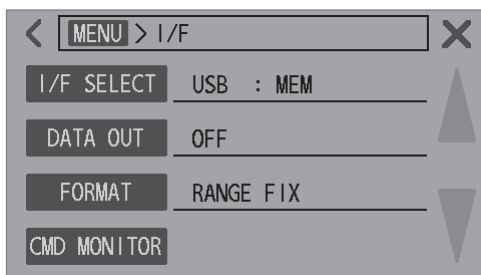 MENU > I/F
I/F SELECT USB : MEM
DATA OUT OFF
FORMAT RANGE FIX
CMD MONITOR